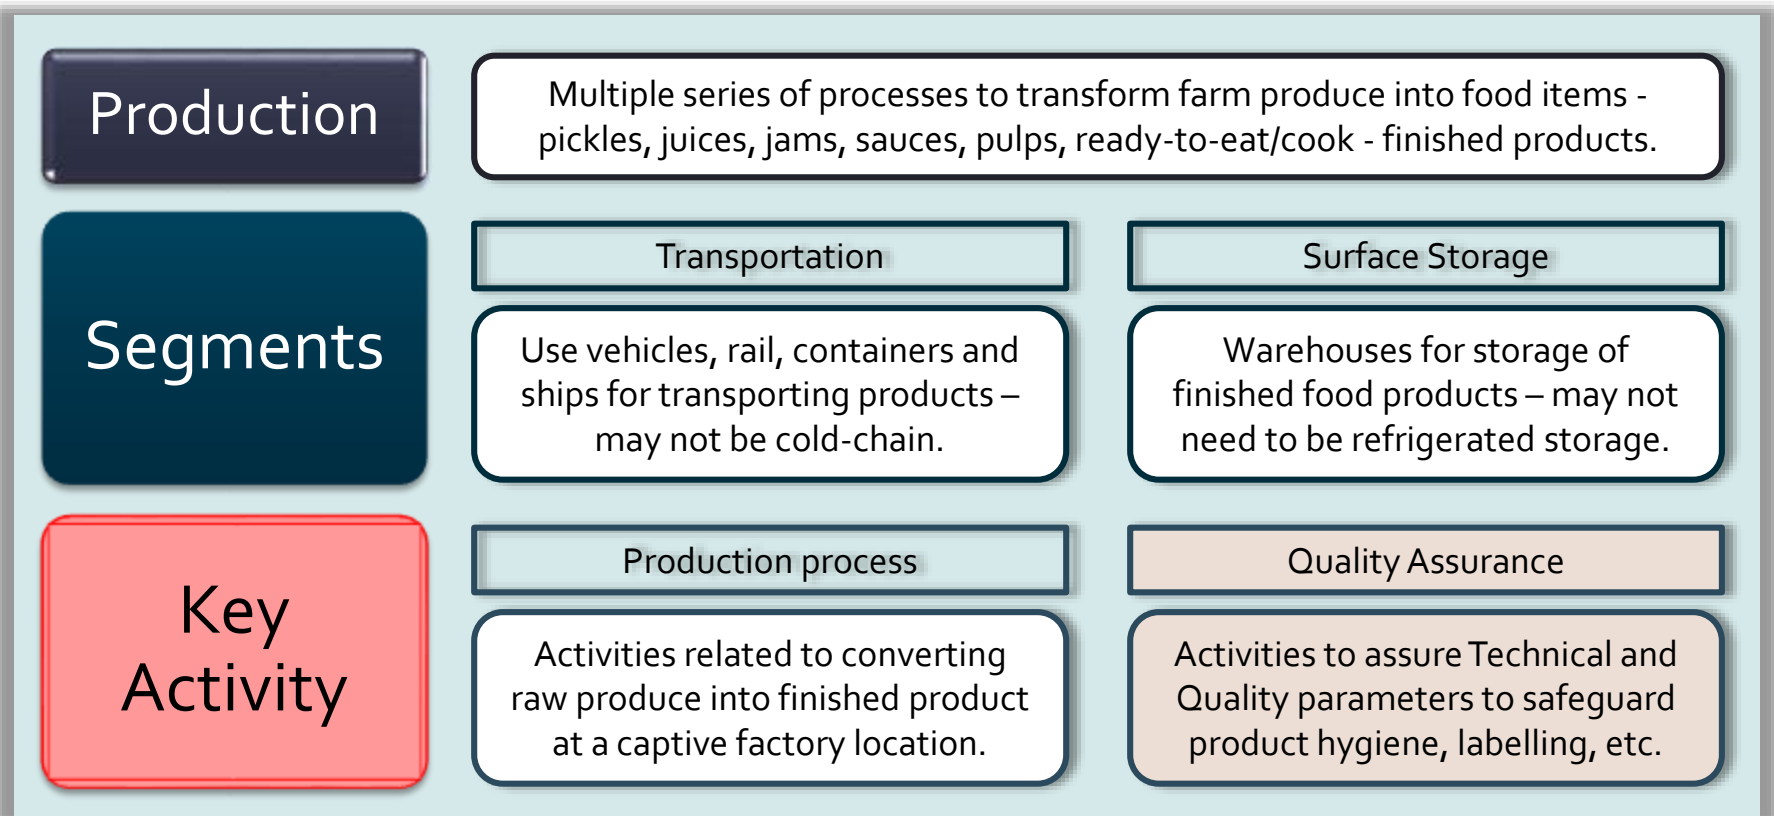 Production
Multiple series of processes to transform farm produce into food items -
pickles, juices, jams, sauces, pulps, ready-to-eat/cook - finished products.
Segments
Transportation
Use vehicles, rail, containers and
ships for transporting products –
may not be cold-chain.
Surface Storage
Warehouses for storage of
finished food products – may not
need to be refrigerated storage.
Key
Activity
Production process
Activities related to converting
raw produce into finished product
at a captive factory location.
Quality Assurance
Activities to assure Technical and
Quality parameters to safeguard
product hygiene, labelling, etc.